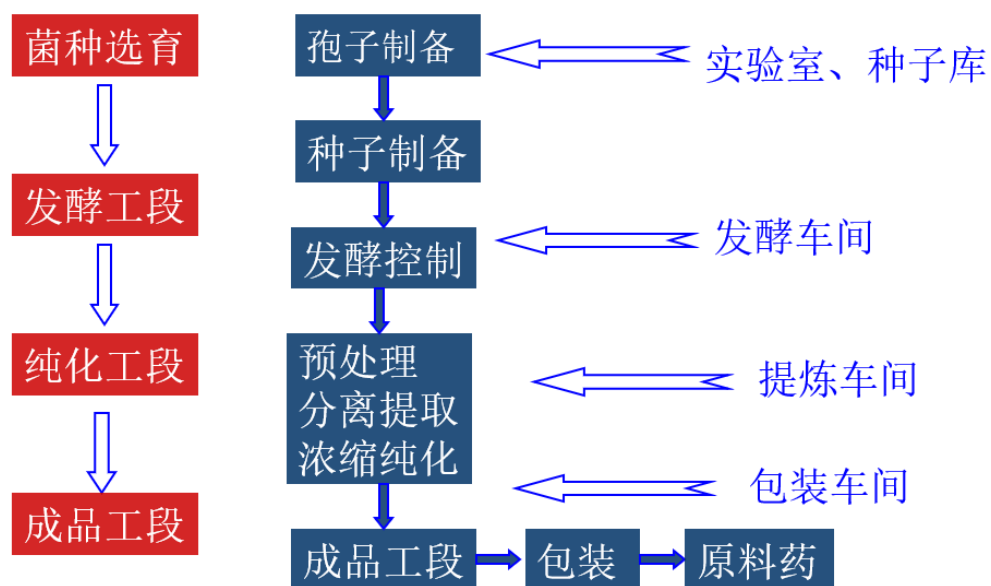 菌种选育
孢子制备
实验室、种子库
种子制备
发酵工段
发酵控制
发酵车间
纯化工段
预处理
分离提取
浓缩纯化
提炼车间
包装车间
成品工段
成品工段
包装
原料药